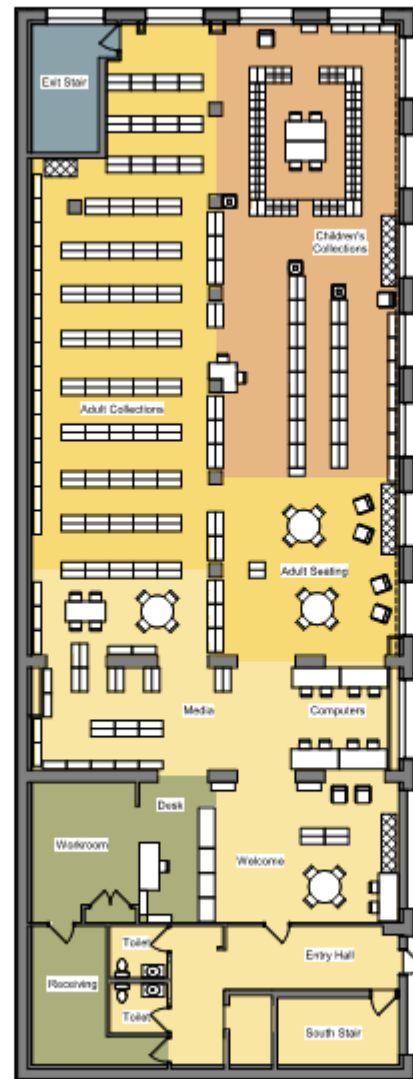 Exit Stair
Children's
Collections
Adult Collections
Adult Seating
Media
Computers
Desk
Workroom
Welcome
Toilet
Entry Hall
Receiving
Toilet
South Stair